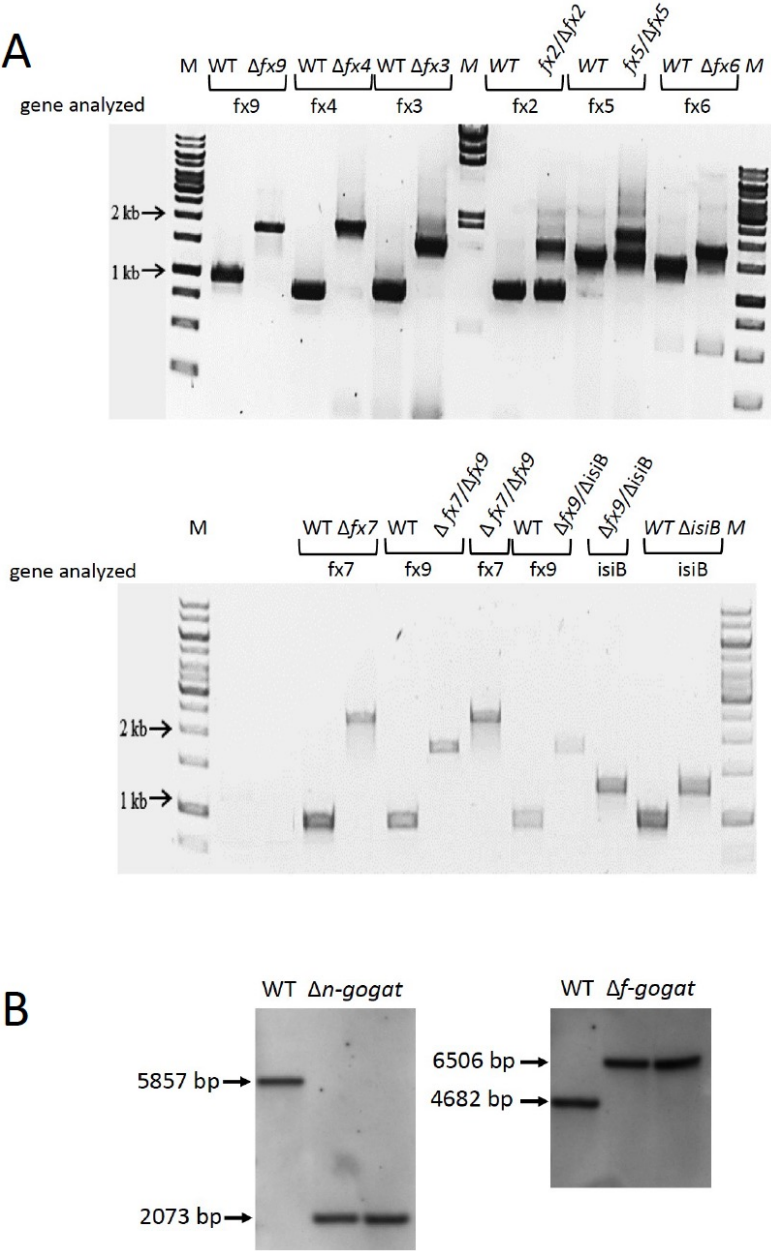 A
M WT Δfx9 WT Δfx4 WT Δfx3 M WT fx2/Δfx2 WT fx5/Δfx5 WT Δfx6 M
gene analyzed fx9 fx4 fx3 fx2 fx5 fx6
2 kb
1 kb
M WT Δfx7 WT Δfx7/Δfx9 Δfx7/Δfx9 WT Δfx9/ΔisiB Δfx9/ΔisiB WT ΔisiB M
gene analyzed fx7 fx9 fx7 fx9 isiB isiB
2 kb
1 kb
B
WT Δn-gogat
5857 bp
2073 bp
WT Δf-gogat
6506 bp
4682 bp